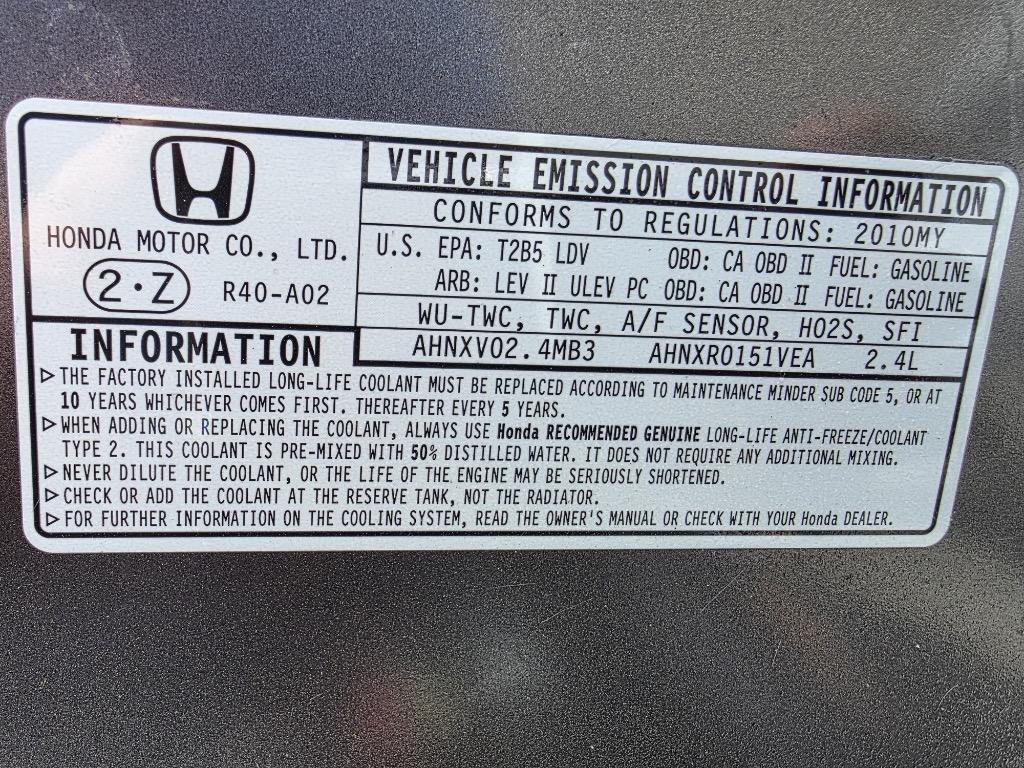 VEHICLE EMISSION CONTROL INFORMATION
CONFORMS TO REGULATIONS: 2010MY
HONDA MOTOR CO., LTD.
U.S. EPA: T2B5 LDV OBD: CA OBD II FUEL: GASOLINE
ARB: LEV II ULEV PC OBD: CA OBD II FUEL: GASOLINE
2·Z R40-A02
WU-TWC, TWC, A/F SENSOR, HO2S, SFI
AHNXV02.4MB3 AHNXR0151VEA 2.4L
INFORMATION
▷THE FACTORY INSTALLED LONG-LIFE COOLANT MUST BE REPLACED ACCORDING TO MAINTENANCE MINDER SUB CODE 5, OR AT
10 YEARS WHICHEVER COMES FIRST. THEREAFTER EVERY 5 YEARS.
▷WHEN ADDING OR REPLACING THE COOLANT, ALWAYS USE Honda RECOMMENDED GENUINE LONG-LIFE ANTI-FREEZE/COOLANT
TYPE 2. THIS COOLANT IS PRE-MIXED WITH 50% DISTILLED WATER. IT DOES NOT REQUIRE ANY ADDITIONAL MIXING.
▷NEVER DILUTE THE COOLANT, OR THE LIFE OF THE ENGINE MAY BE SERIOUSLY SHORTENED.
▷CHECK OR ADD THE COOLANT AT THE RESERVE TANK, NOT THE RADIATOR.
▷FOR FURTHER INFORMATION ON THE COOLING SYSTEM, READ THE OWNER'S MANUAL OR CHECK WITH YOUR Honda DEALER.